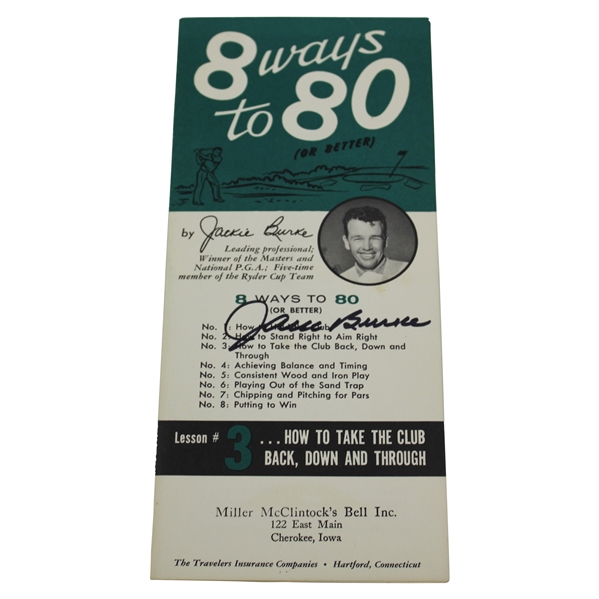 8 ways
to 80
(OR BETTER)
by Jackie Burke
Leading professional;
Winner of the Masters and
National P.G.A.; Five-time
member of the Ryder Cup Team
8 WAYS TO 80
(OR BETTER)
Jackie Burke
No. 1: How Club
No. 2: How to Stand Right to Aim Right
No. 3: How to Take the Club Back, Down and
Through
No. 4: Achieving Balance and Timing
No. 5: Consistent Wood and Iron Play
No. 6: Playing Out of the Sand Trap
No. 7: Chipping and Pitching for Pars
No. 8: Putting to Win
Lesson # 3 ...HOW TO TAKE THE CLUB
BACK, DOWN AND THROUGH
Miller McClintock's Bell Inc.
122 East Main
Cherokee, Iowa
The Travelers Insurance Companies • Hartford, Connecticut